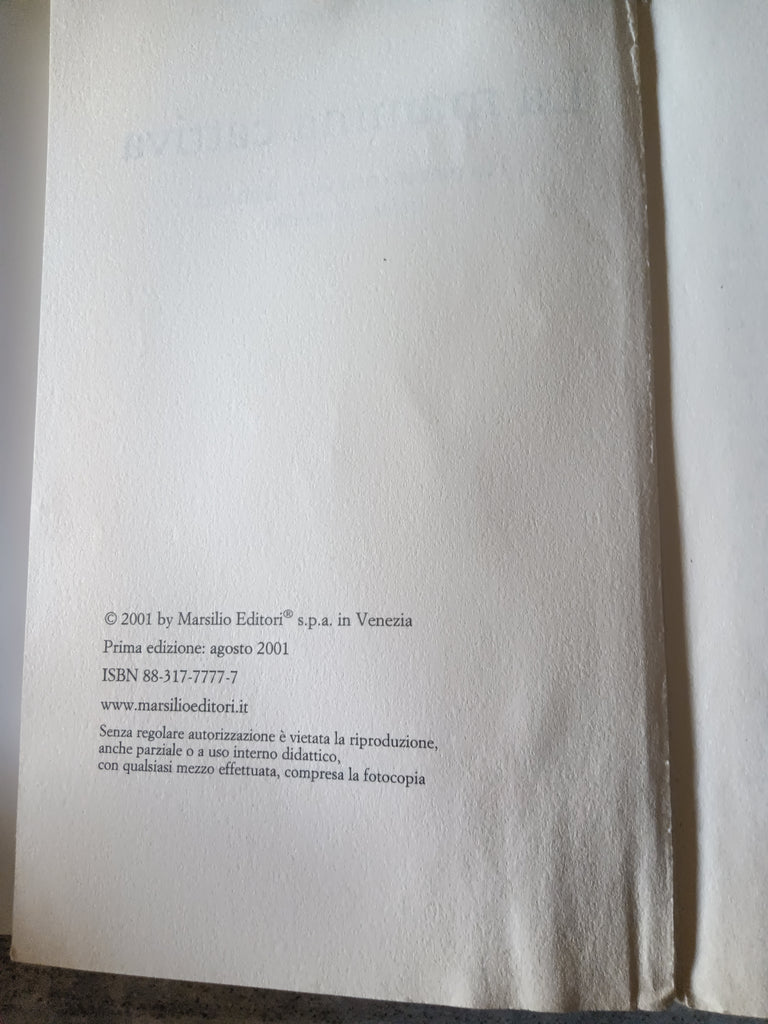 © 2001 by Marsilio Editori® s.p.a. in Venezia
Prima edizione: agosto 2001
ISBN 88-317-7777-7
www.marsilioeditori.it
Senza regolare autorizzazione è vietata la riproduzione,
anche parziale o a uso interno didattico,
con qualsiasi mezzo effettuata, compresa la fotocopia